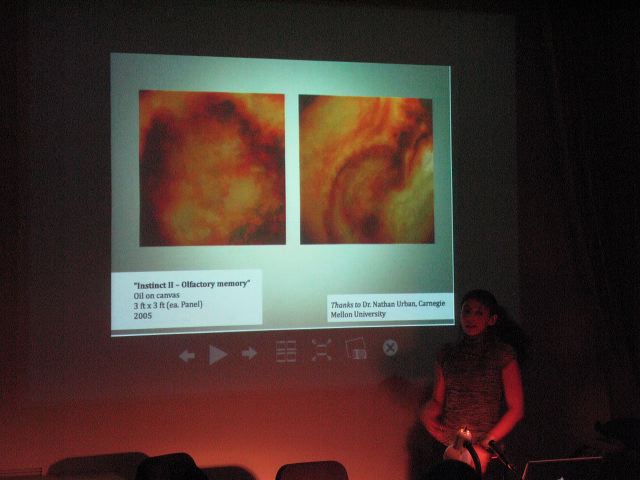 "Instinct II – Olfactory memory"
Oil on canvas
3 ft x 3 ft (ea. Panel)
2005
Thanks to Dr. Nathan Urban, Carnegie
Mellon University